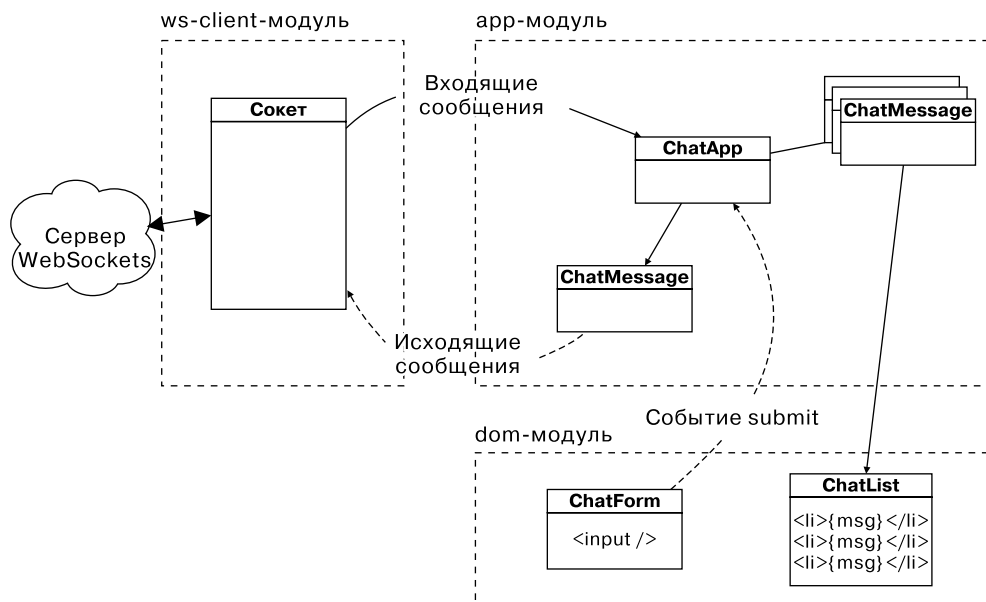 ws-client-модуль
app-модуль
Входящие
сообщения
Сокет
ChatMessage
ChatApp
Сервер
WebSockets
ChatMessage
Исходящие
сообщения
Событие submit
dom-модуль
ChatForm
<input />
ChatList
<li>{msg}</li>
<li>{msg}</li>
<li>{msg}</li>